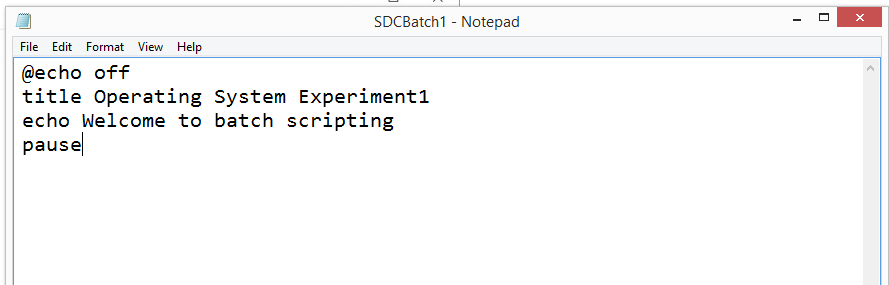 SDCBatch1 - Notepad
File Edit Format View Help
@echo off
title Operating System Experiment1
echo Welcome to batch scripting
pause